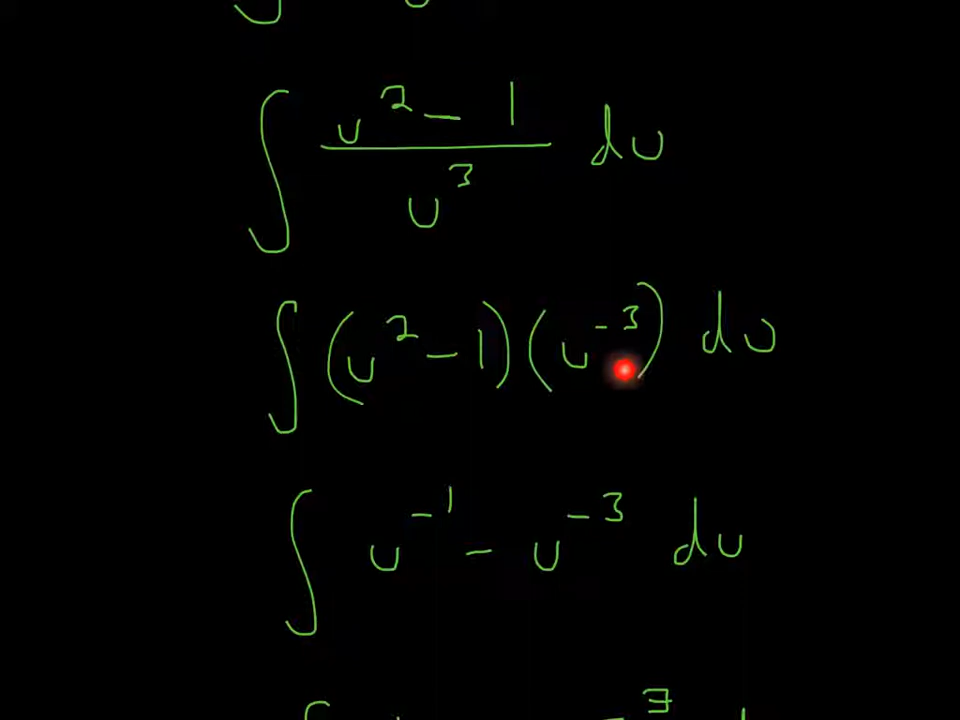 ∫ (u² − 1)/u³ du
∫ (u² − 1)(u⁻³) du
∫ u⁻¹ − u⁻³ du